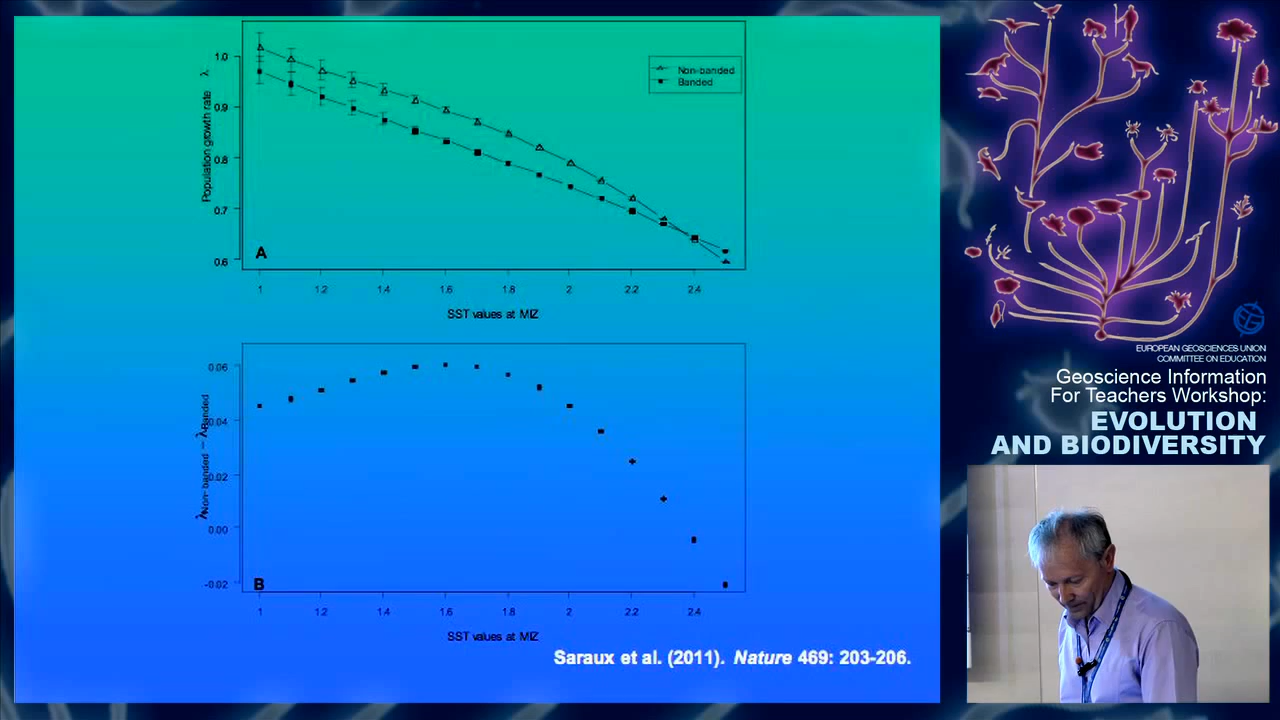 Population growth rate λ
1.0
0.9
0.8
0.7
0.6
Non-banded
Banded
A
1 1.2 1.4 1.6 1.8 2 2.2 2.4
SST values at MIZ
λNon-banded − λBanded
0.06
0.04
0.02
0.00
-0.02
B
1 1.2 1.4 1.6 1.8 2 2.2 2.4
SST values at MIZ
Saraux et al. (2011). Nature 469: 203-206.
EUROPEAN GEOSCIENCES UNION
COMMITTEE ON EDUCATION
Geoscience Information
For Teachers Workshop:
EVOLUTION
AND BIODIVERSITY